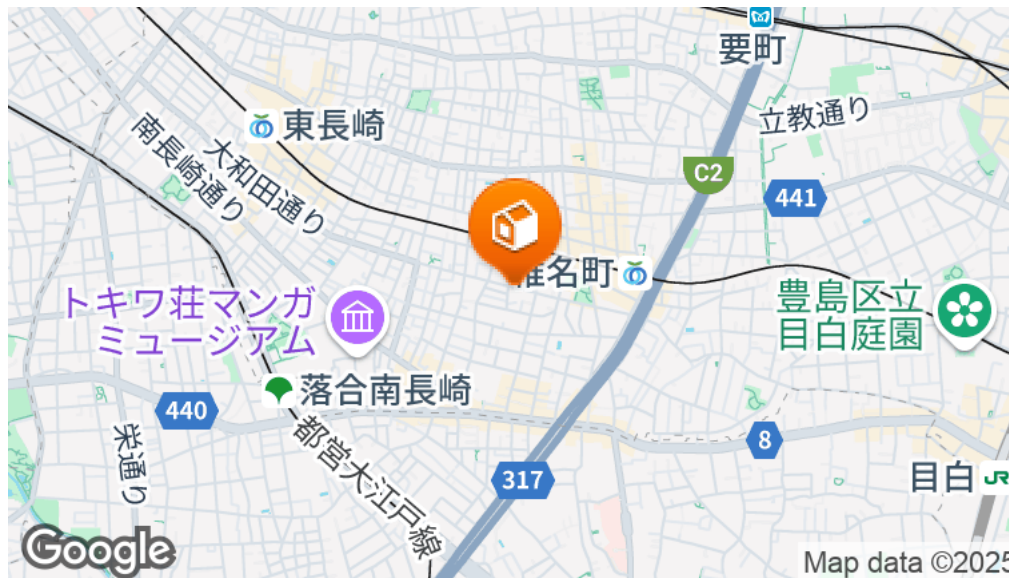 要町
立教通り
東長崎
南長崎通り
大和田通り
C2
441
椎名町
トキワ荘マンガ
ミュージアム
豊島区立
目白庭園
落合南長崎
440
栄通り
都営大江戸線
8
317
目白
JR
Google
Map data ©2025